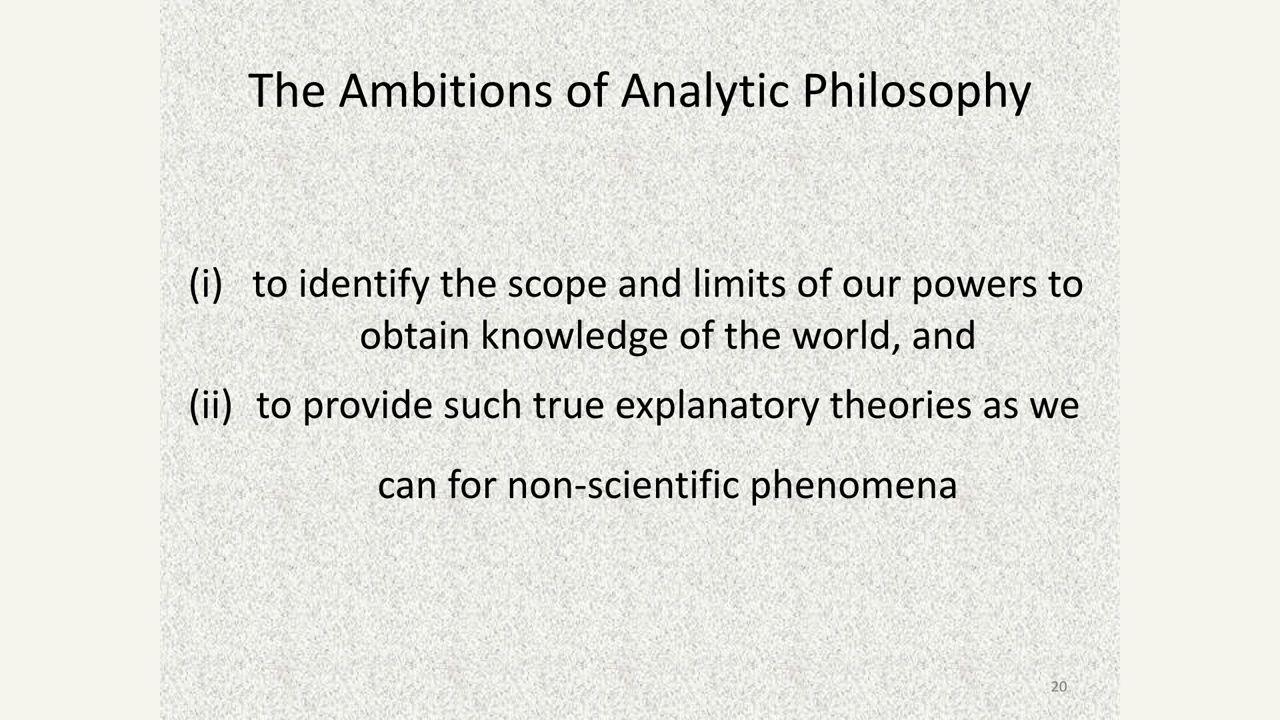 The Ambitions of Analytic Philosophy
(i) to identify the scope and limits of our powers to
obtain knowledge of the world, and
(ii) to provide such true explanatory theories as we
can for non-scientific phenomena
20